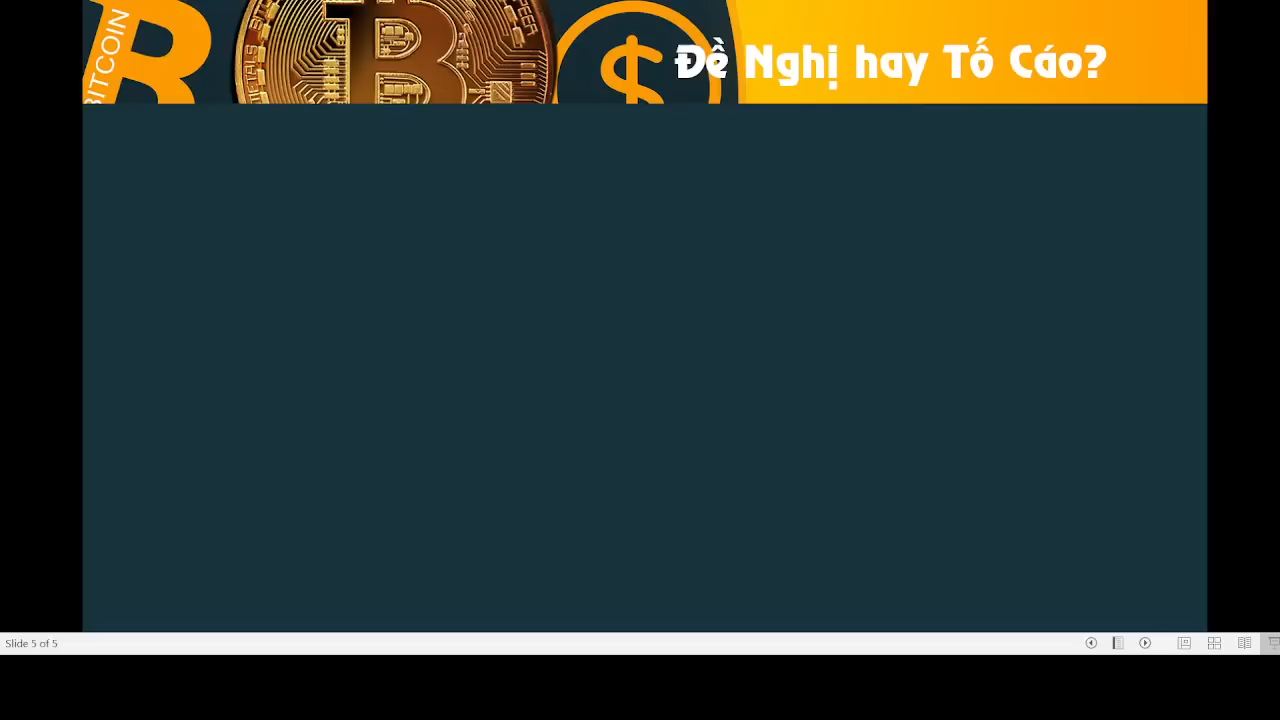 BITCOIN
Đề Nghị hay Tố Cáo?
Slide 5 of 5